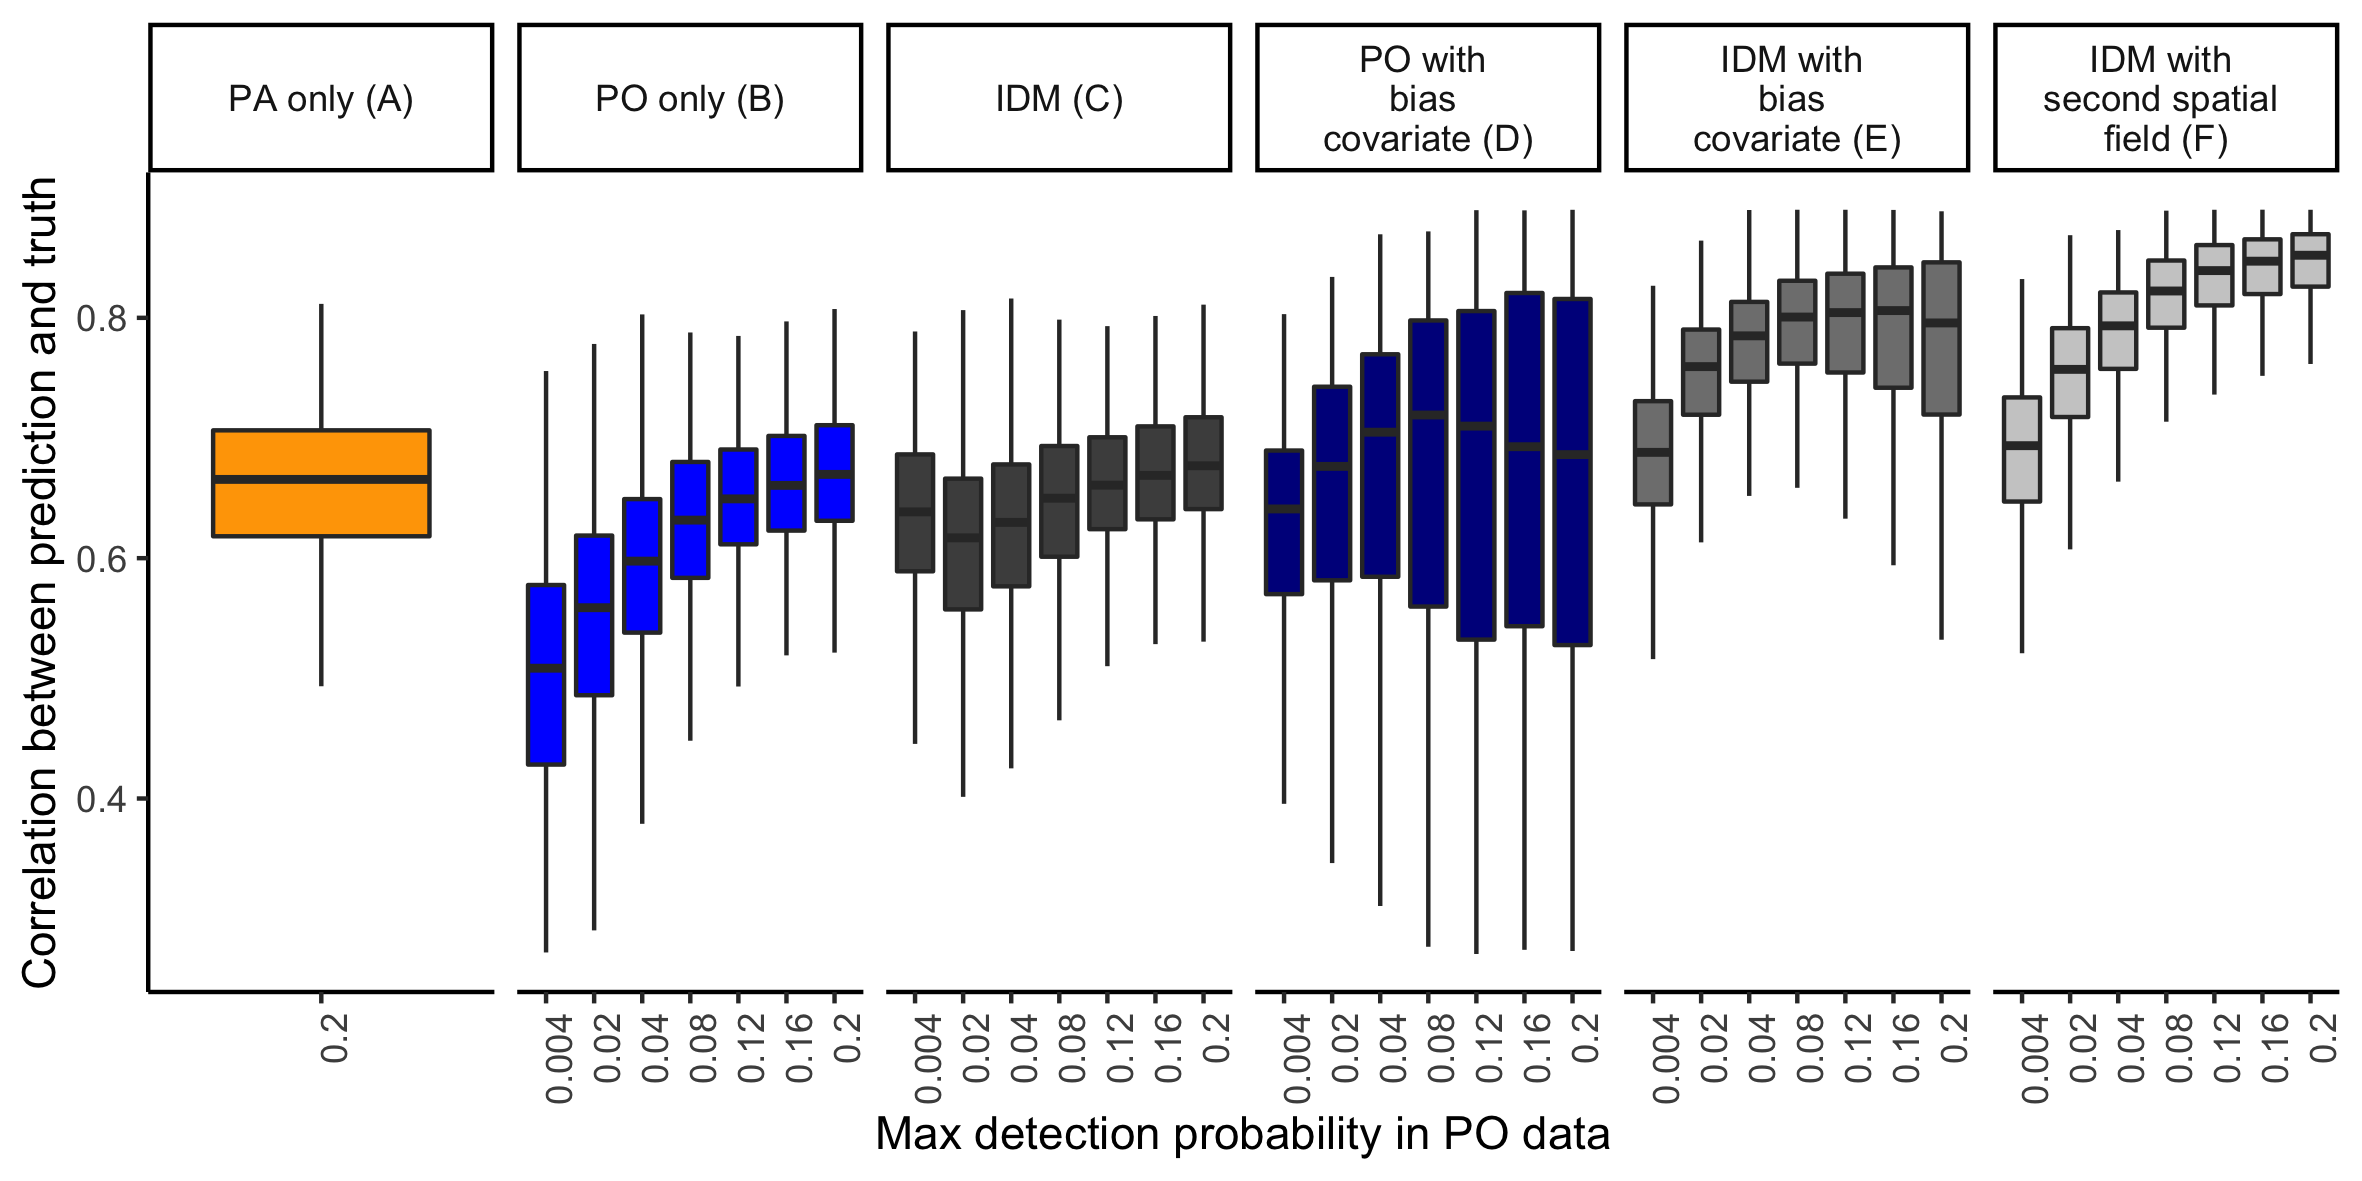 PA only (A)
PO only (B)
IDM (C)
PO with
bias
covariate (D)
IDM with
bias
covariate (E)
IDM with
second spatial
field (F)
Correlation between prediction and truth
0.8
0.6
0.4
0.2
0.004
0.02
0.04
0.08
0.12
0.16
0.2
0.004
0.02
0.04
0.08
0.12
0.16
0.2
0.004
0.02
0.04
0.08
0.12
0.16
0.2
0.004
0.02
0.04
0.08
0.12
0.16
0.2
0.004
0.02
0.04
0.08
0.12
0.16
0.2
Max detection probability in PO data